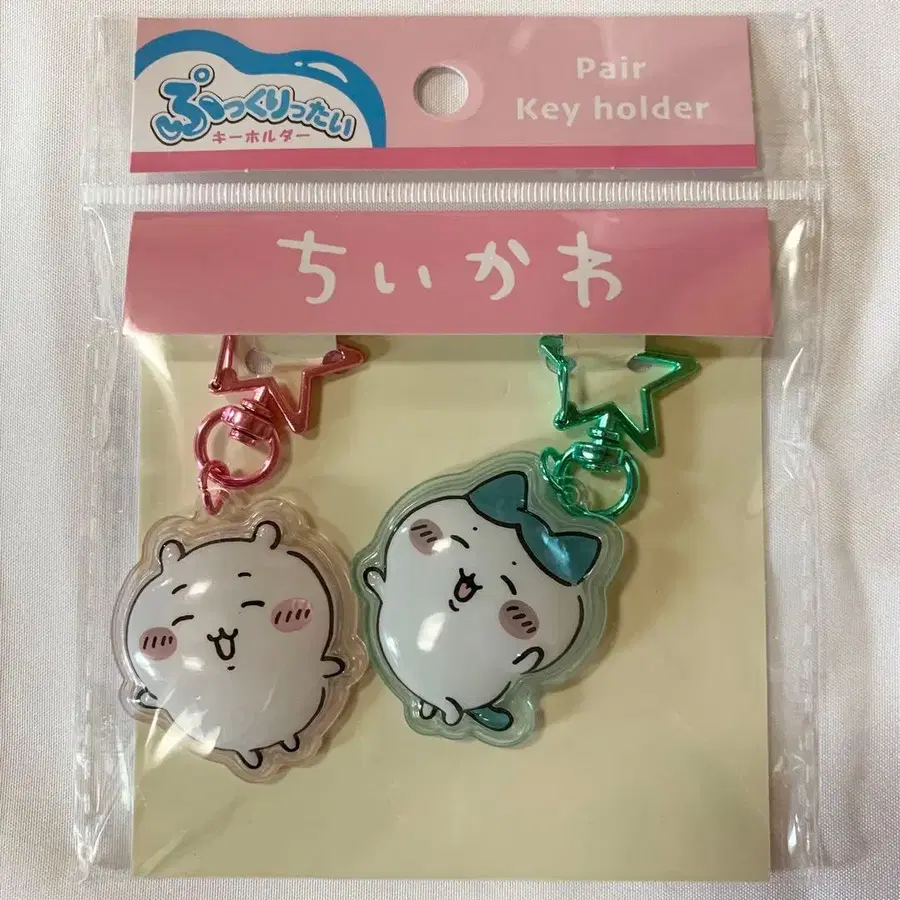 ぷっくりったい
キーホルダー
Pair
Key holder
ちいかわ